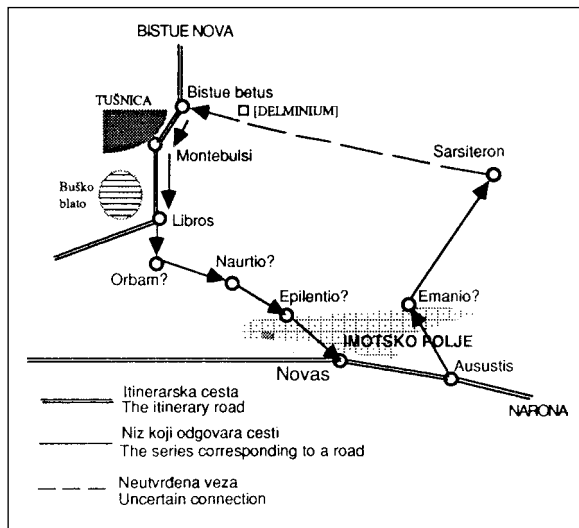 BISTUE NOVA
Bistue betus
TUŠNICA
[DELMINIUM]
Montebulsi
Sarsiteron
Buško
blato
Libros
Orbam?
Naurtio?
Epilentio?
Emanio?
IMOTSKO POLJE
Novas
Aususti​s
NARONA
Itinerarska cesta
The itinerary road
Niz koji odgovara cesti
The series corresponding to a road
Neutvrđena veza
Uncertain connection